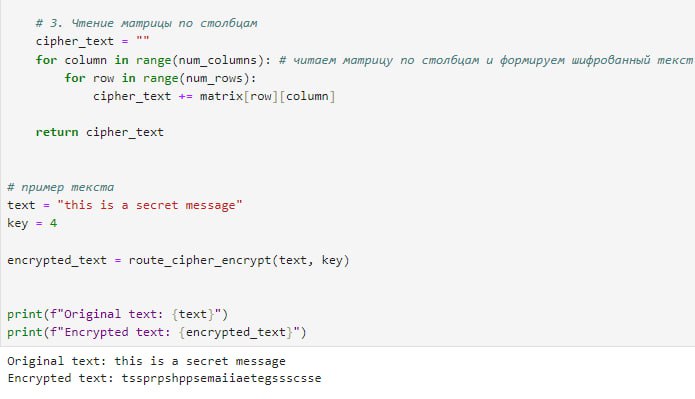 # 3. Чтение матрицы по столбцам
cipher_text = ""
for column in range(num_columns): # читаем матрицу по столбцам и формируем шифрованный текст
for row in range(num_rows):
cipher_text += matrix[row][column]
return cipher_text
# пример текста
text = "this is a secret message"
key = 4
encrypted_text = route_cipher_encrypt(text, key)
print(f"Original text: {text}")
print(f"Encrypted text: {encrypted_text}")
Original text: this is a secret message
Encrypted text: tssprpshppsemaiiaetegssscsse